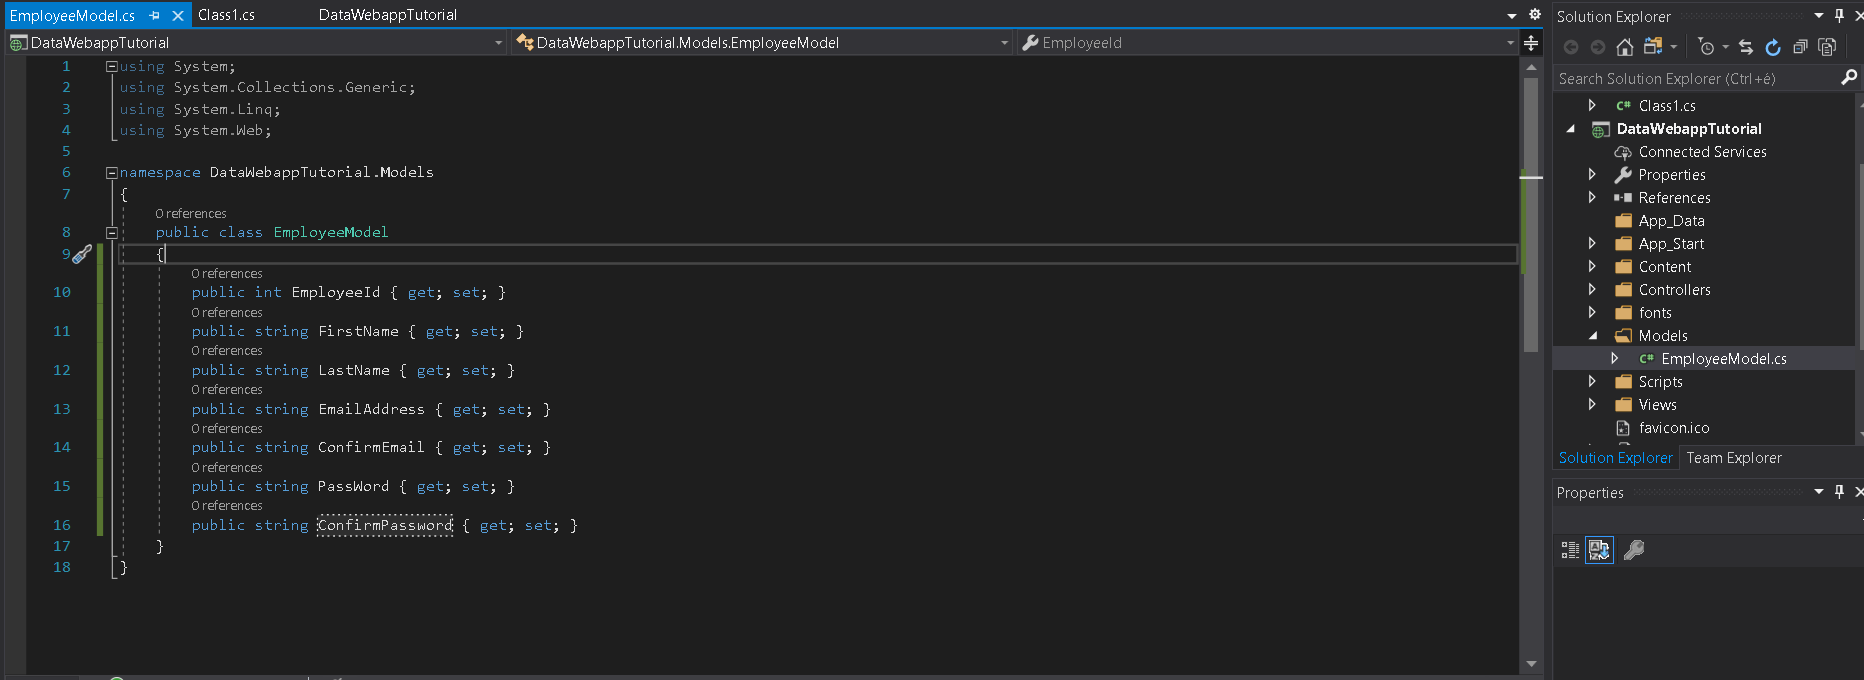 EmployeeModel.cs
Class1.cs
DataWebappTutorial
DataWebappTutorial
DataWebappTutorial.Models.EmployeeModel
EmployeeId
1 using System;
2 using System.Collections.Generic;
3 using System.Linq;
4 using System.Web;
5
6 namespace DataWebappTutorial.Models
7 {
0 references
8 public class EmployeeModel
9 {
0 references
10 public int EmployeeId { get; set; }
0 references
11 public string FirstName { get; set; }
0 references
12 public string LastName { get; set; }
0 references
13 public string EmailAddress { get; set; }
0 references
14 public string ConfirmEmail { get; set; }
0 references
15 public string PassWord { get; set; }
0 references
16 public string ConfirmPassword { get; set; }
17 }
18 }
Solution Explorer
Search Solution Explorer (Ctrl+é)
C# Class1.cs
DataWebappTutorial
Connected Services
Properties
References
App_Data
App_Start
Content
Controllers
fonts
Models
C# EmployeeModel.cs
Scripts
Views
favicon.ico
Solution Explorer
Team Explorer
Properties